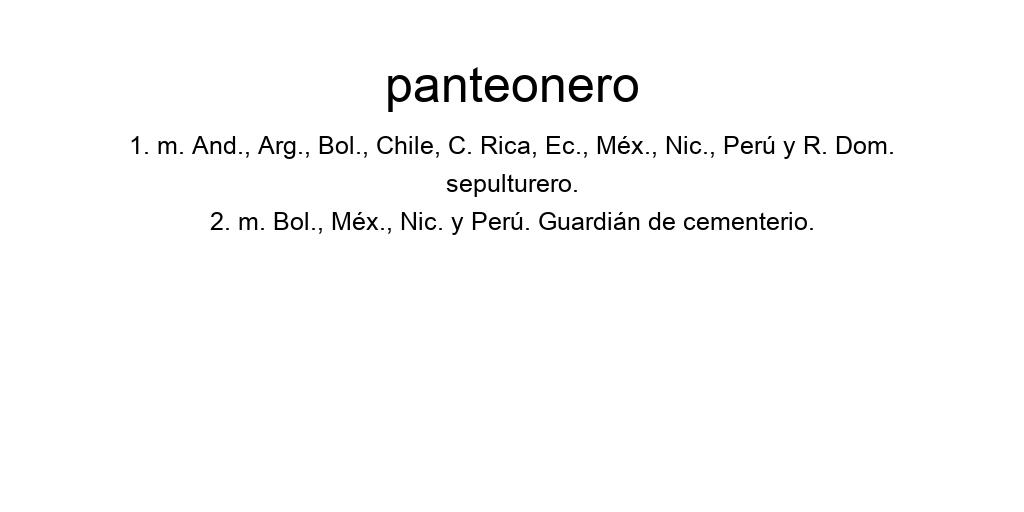 panteonero
1. m. And., Arg., Bol., Chile, C. Rica, Ec., Méx., Nic., Perú y R. Dom.
sepulturero.
2. m. Bol., Méx., Nic. y Perú. Guardián de cementerio.